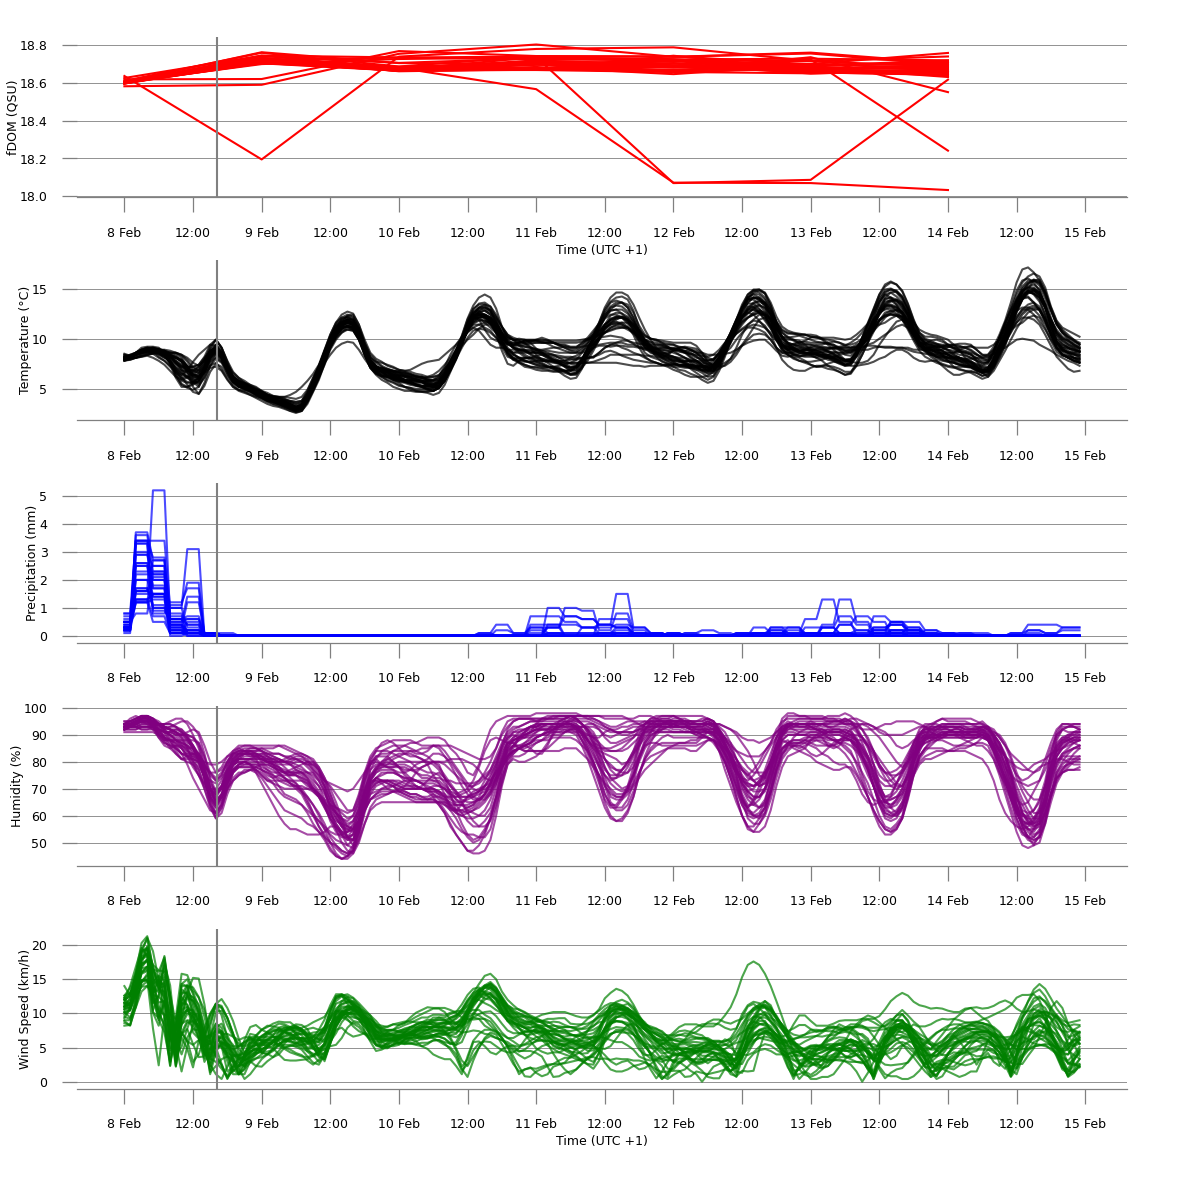 fDOM (QSU)
18.8
18.6
18.4
18.2
18.0
8 Feb 12:00 9 Feb 12:00 10 Feb 12:00 11 Feb 12:00 12 Feb 12:00 13 Feb 12:00 14 Feb 12:00 15 Feb
Time (UTC +1)
Temperature (°C)
15
10
5
8 Feb 12:00 9 Feb 12:00 10 Feb 12:00 11 Feb 12:00 12 Feb 12:00 13 Feb 12:00 14 Feb 12:00 15 Feb
Precipitation (mm)
5
4
3
2
1
0
8 Feb 12:00 9 Feb 12:00 10 Feb 12:00 11 Feb 12:00 12 Feb 12:00 13 Feb 12:00 14 Feb 12:00 15 Feb
Humidity (%)
100
90
80
70
60
50
8 Feb 12:00 9 Feb 12:00 10 Feb 12:00 11 Feb 12:00 12 Feb 12:00 13 Feb 12:00 14 Feb 12:00 15 Feb
Wind Speed (km/h)
20
15
10
5
0
8 Feb 12:00 9 Feb 12:00 10 Feb 12:00 11 Feb 12:00 12 Feb 12:00 13 Feb 12:00 14 Feb 12:00 15 Feb
Time (UTC +1)